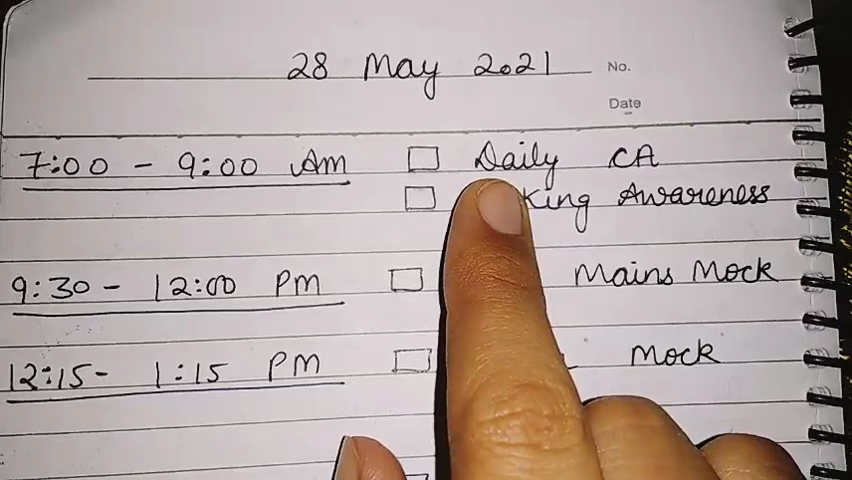 28 May 2021 No.
Date
7:00 - 9:00 Am Daily CA
king Awareness
9:30 - 12:00 PM Mains Mock
12:15 - 1:15 PM Mock